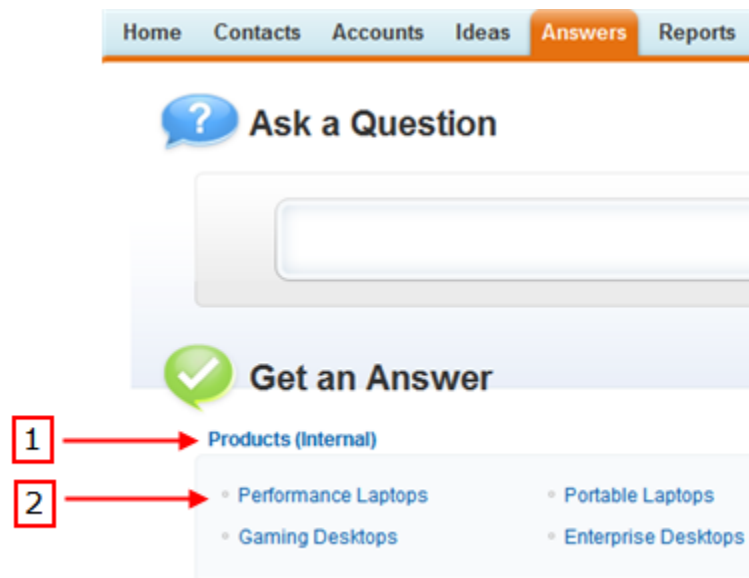 Home Contacts Accounts Ideas Answers Reports
?
Ask a Question
Get an Answer
1
Products (Internal)
2
Performance Laptops Portable Laptops
Gaming Desktops Enterprise Desktops